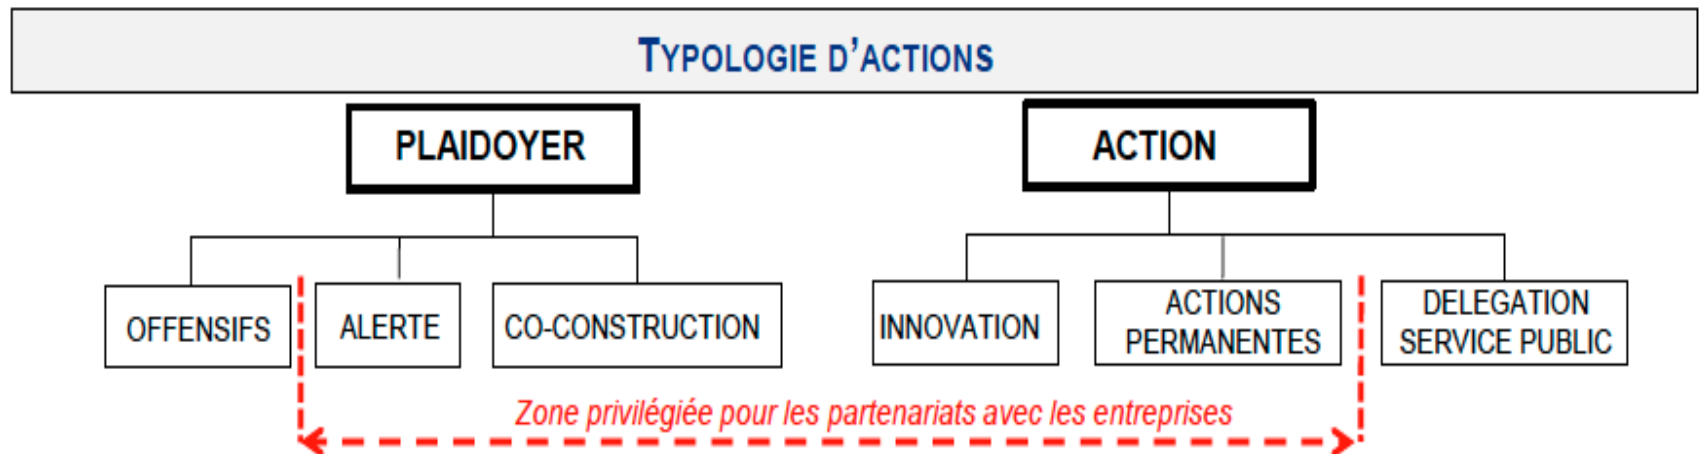 TYPOLOGIE D'ACTIONS
PLAIDOYER
ACTION
OFFENSIFS
ALERTE
CO-CONSTRUCTION
INNOVATION
ACTIONS
PERMANENTES
DELEGATION
SERVICE PUBLIC
Zone privilégiée pour les partenariats avec les entreprises